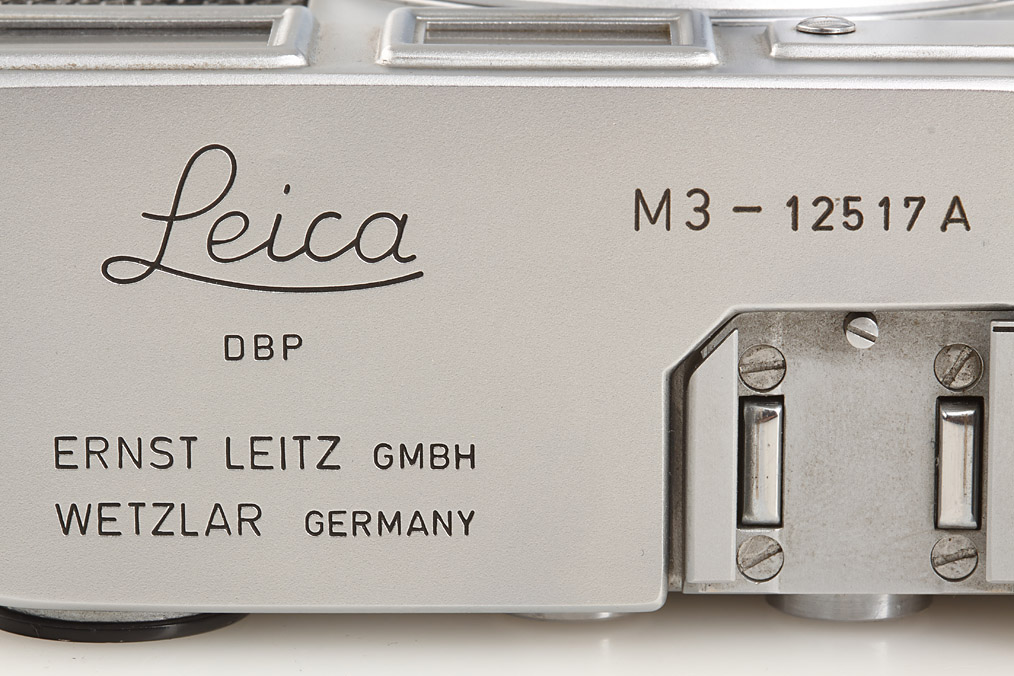 Leica
M3 - 12517 A
DBP
ERNST LEITZ GMBH
WETZLAR GERMANY